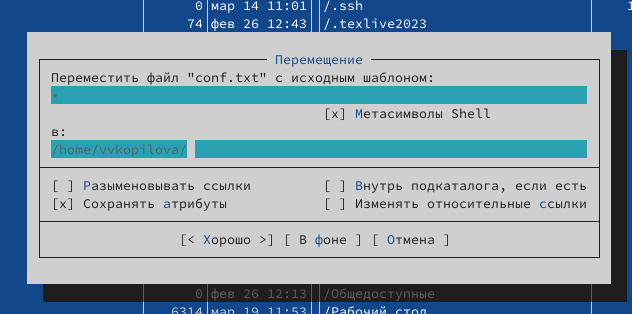 0 мар 14 11:01 /.ssh 1
74 фев 26 12:43 /.texlive2023
Перемещение
Переместить файл "conf.txt" с исходным шаблоном:
*
[x] Метасимволы Shell
в:
/home/vvkopilova/
[ ] Разыменовывать ссылки [ ] Внутрь подкаталога, если есть
[x] Сохранять атрибуты [ ] Изменять относительные ссылки
[< Хорошо >] [ В фоне ] [ Отмена ]
0 фев 26 12:13 /Общедоступные
6314 мар 19 11:53 /Рабочий стол